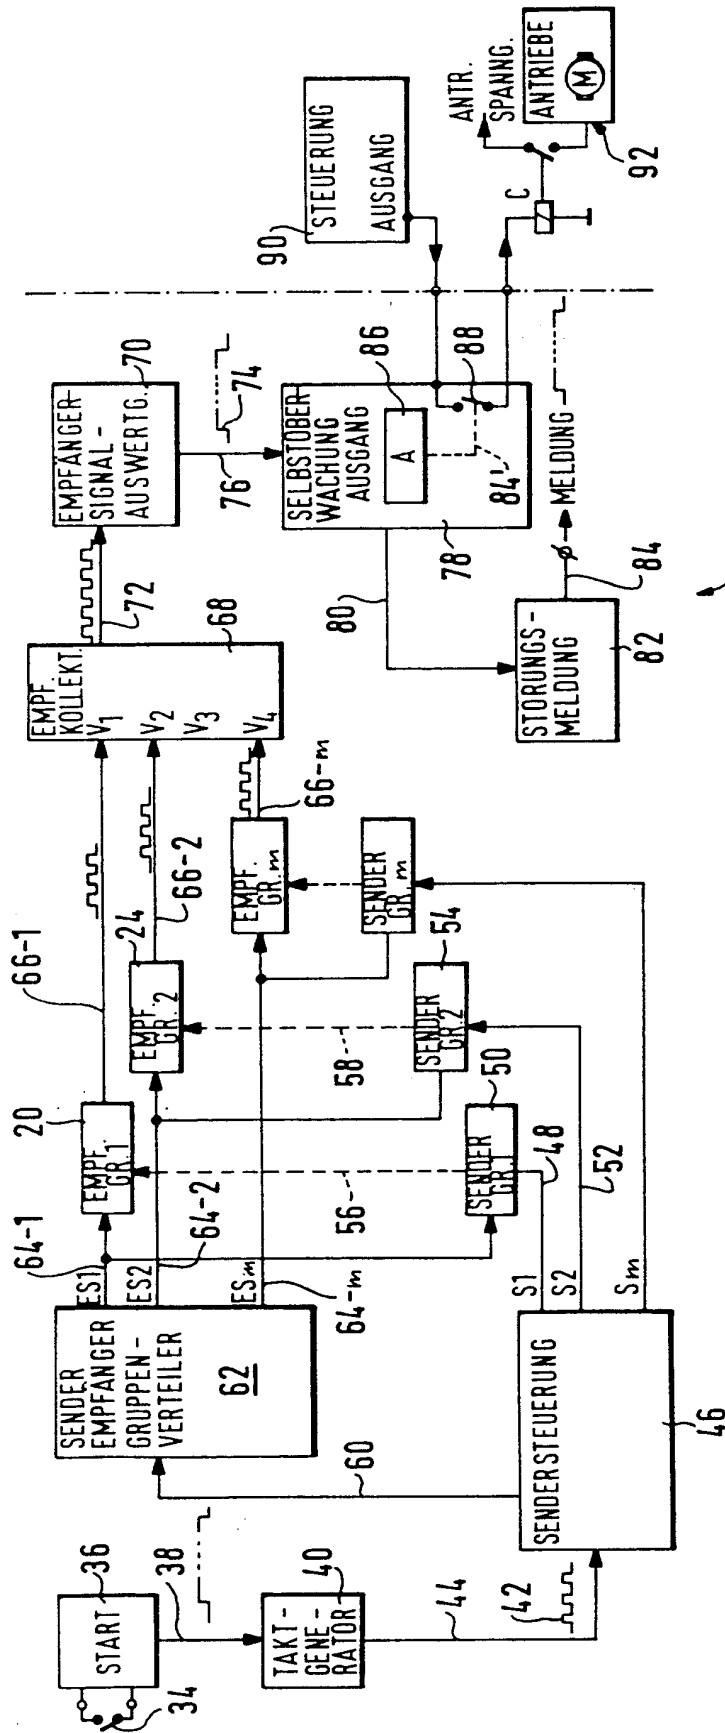 36
START
34
38
40
TAKT-
GENE-
RATOR
42
44
SENDER
EMPFÄNGER
GRUPPEN-
VERTEILER
62
60
SENDERSTEUERUNG
46
ES1
ES2
ESm
64-1
64-2
64-m
S1
S2
Sm
48
52
20
EMPF.
GR.1
56
SENDER
GR.1
50
24
EMPF.
GR.2
58
SENDER
GR.2
54
EMPF.
GR.m
SENDER
GR.m
66-1
66-2
66-m
EMPF.
KOLLEKT.
V1
V2
V3
V4
68
72
EMPFÄNGER-
SIGNAL-
AUSWERTG.
70
76
74
SELBSTÜBER-
WACHUNG
AUSGANG
A
86
88
84'
78
80
STÖRUNGS-
MELDUNG
82
84
MELDUNG
90
STEUERUNG
AUSGANG
C
ANTR.
SPANNG.
ANTRIEBE
M
92